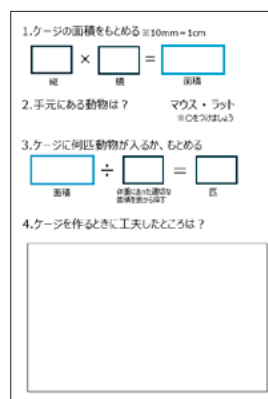 1.ケージの面積をもとめる ※10mm=1cm
× =
縦 横 面積
2.手元にある動物は？ マウス・ラット
※○をつけましょう
3.ケージに何匹動物が入るか、もとめる
÷ =
面積 体重にあった適切な 匹
面積を表から探す
4.ケージを作るときに工夫したところは？